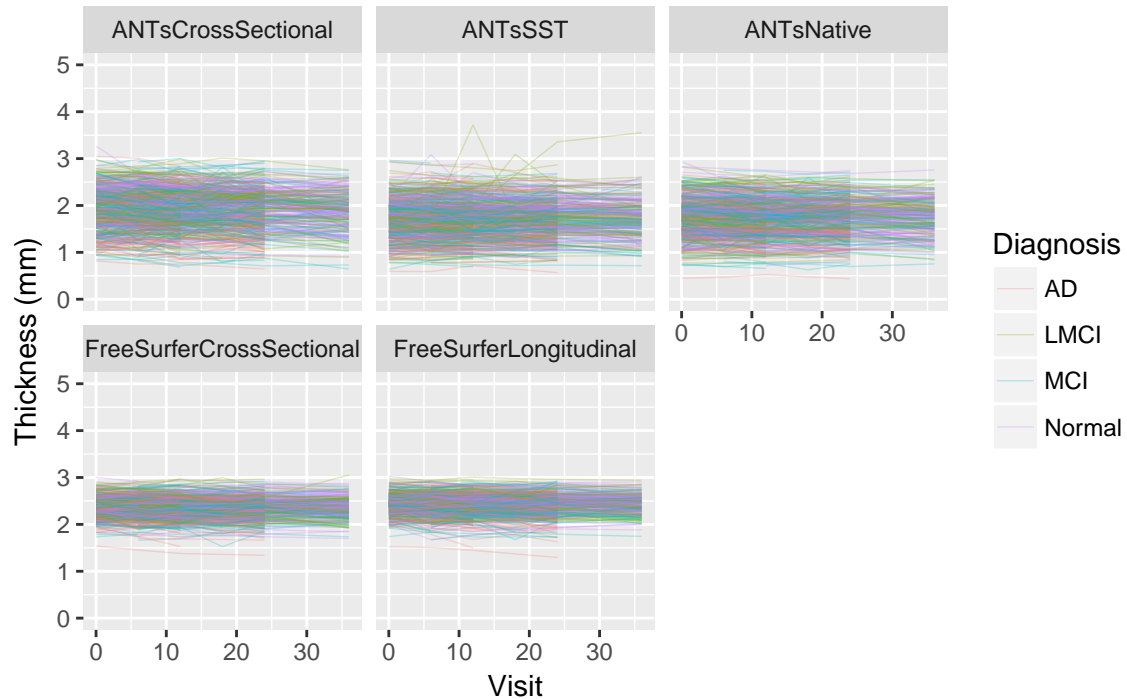 ANTsCrossSectional ANTsSST ANTsNative
5
4
3
2
1
0
0 10 20 30
FreeSurferCrossSectional FreeSurferLongitudinal
5
4
3
2
1
0
0 10 20 30 0 10 20 30
Thickness (mm)
Visit
Diagnosis
AD
LMCI
MCI
Normal